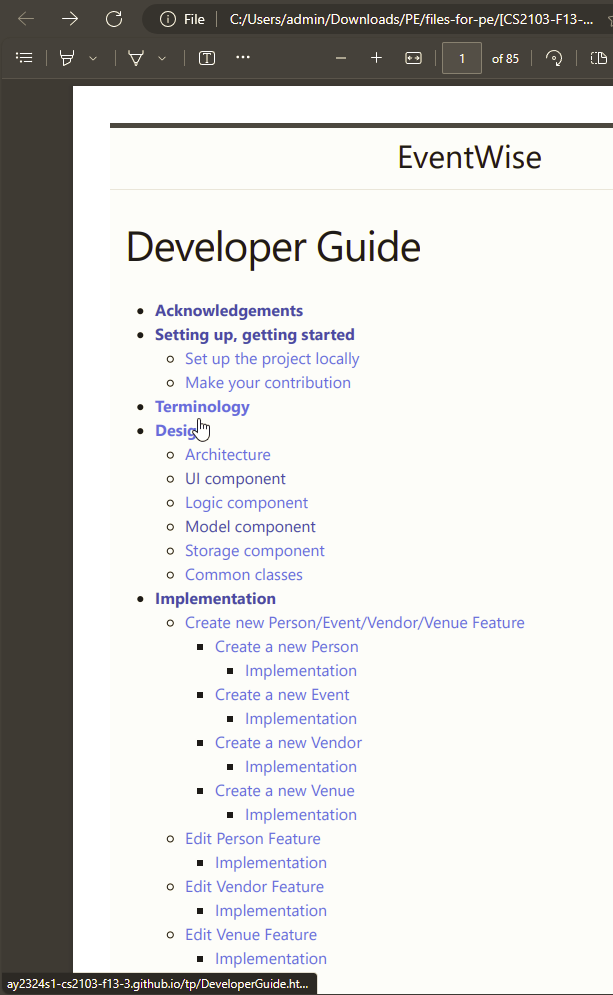 File C:/Users/admin/Downloads/PE/files-for-pe/[CS2103-F13-...
1 of 85
EventWise
Developer Guide
Acknowledgements
Setting up, getting started
Set up the project locally
Make your contribution
Terminology
Design
Architecture
UI component
Logic component
Model component
Storage component
Common classes
Implementation
Create new Person/Event/Vendor/Venue Feature
Create a new Person
Implementation
Create a new Event
Implementation
Create a new Vendor
Implementation
Create a new Venue
Implementation
Edit Person Feature
Implementation
Edit Vendor Feature
Implementation
Edit Venue Feature
Implementation
ay2324s1-cs2103-f13-3.github.io/tp/DeveloperGuide.ht...